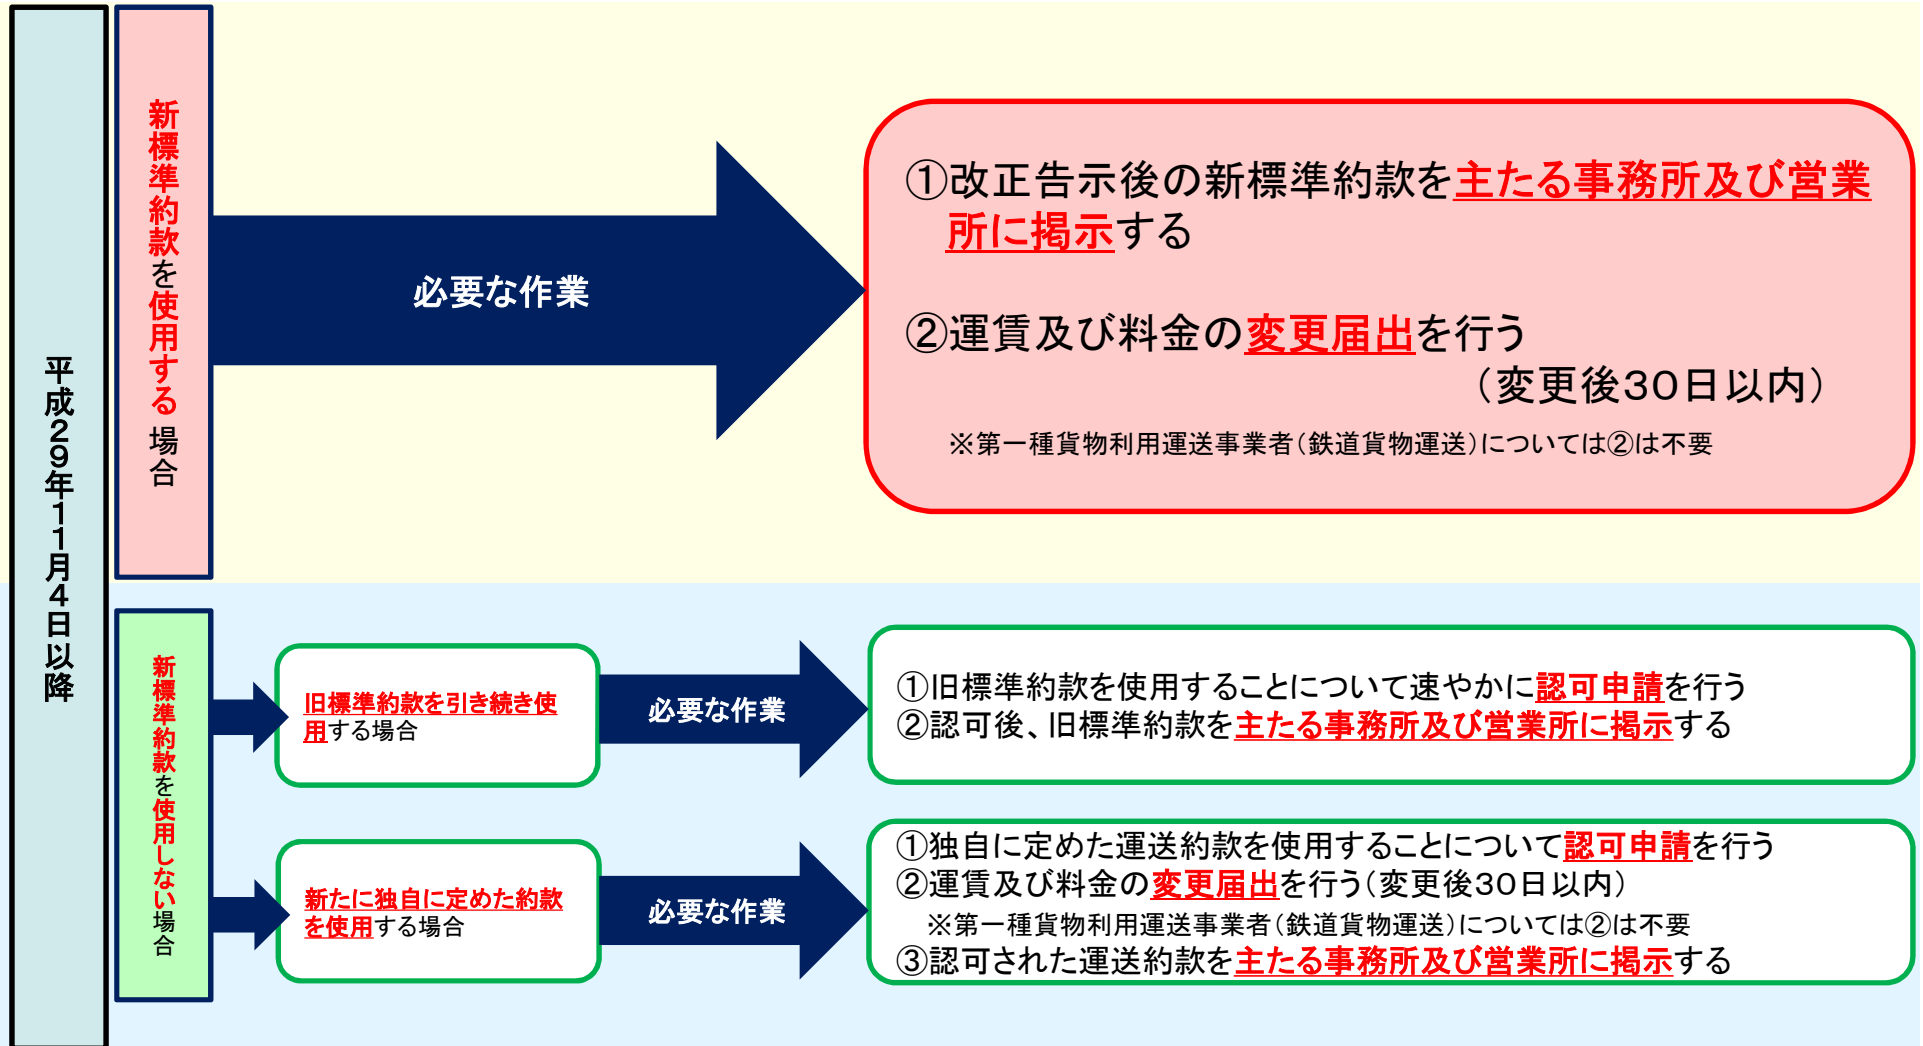 平成２９年１１月４日以降
新標準約款を使用する場合
必要な作業
①改正告示後の新標準約款を主たる事務所及び営業
所に掲示する
②運賃及び料金の変更届出を行う
（変更後３０日以内）
※第一種貨物利用運送事業者（鉄道貨物運送）については②は不要
新標準約款を使用しない場合
旧標準約款を引き続き使
用する場合
必要な作業
①旧標準約款を使用することについて速やかに認可申請を行う
②認可後、旧標準約款を主たる事務所及び営業所に掲示する
新たに独自に定めた約款
を使用する場合
必要な作業
①独自に定めた運送約款を使用することについて認可申請を行う
②運賃及び料金の変更届出を行う（変更後３０日以内）
※第一種貨物利用運送事業者（鉄道貨物運送）については②は不要
③認可された運送約款を主たる事務所及び営業所に掲示する